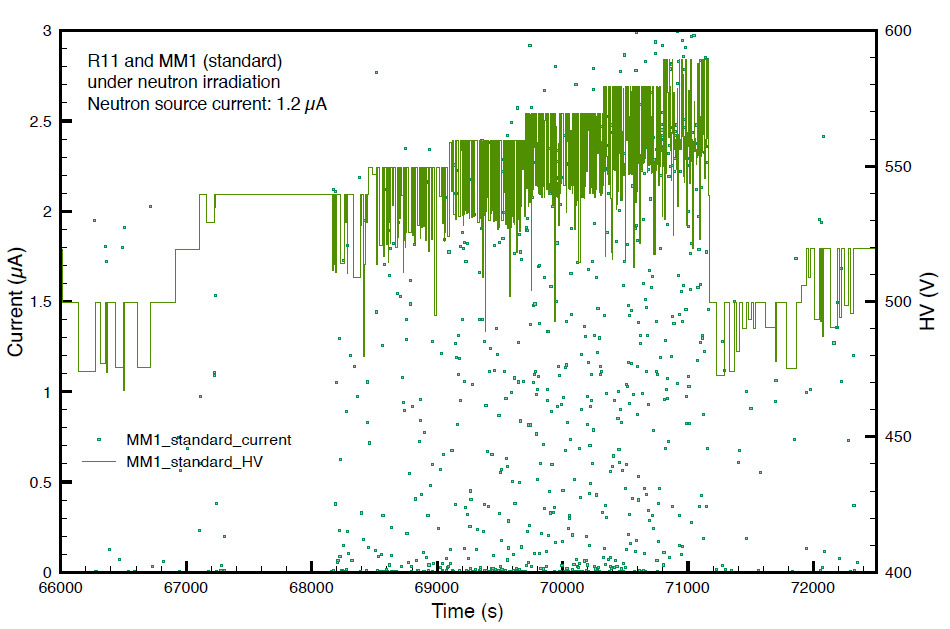 3
600
R11 and MM1 (standard)
under neutron irradiation
Neutron source current: 1.2 µA
2.5
550
2
Current (µA)
1.5
500
HV (V)
1
450
MM1_standard_current
MM1_standard_HV
0.5
0
400
66000 67000 68000 69000 70000 71000 72000
Time (s)